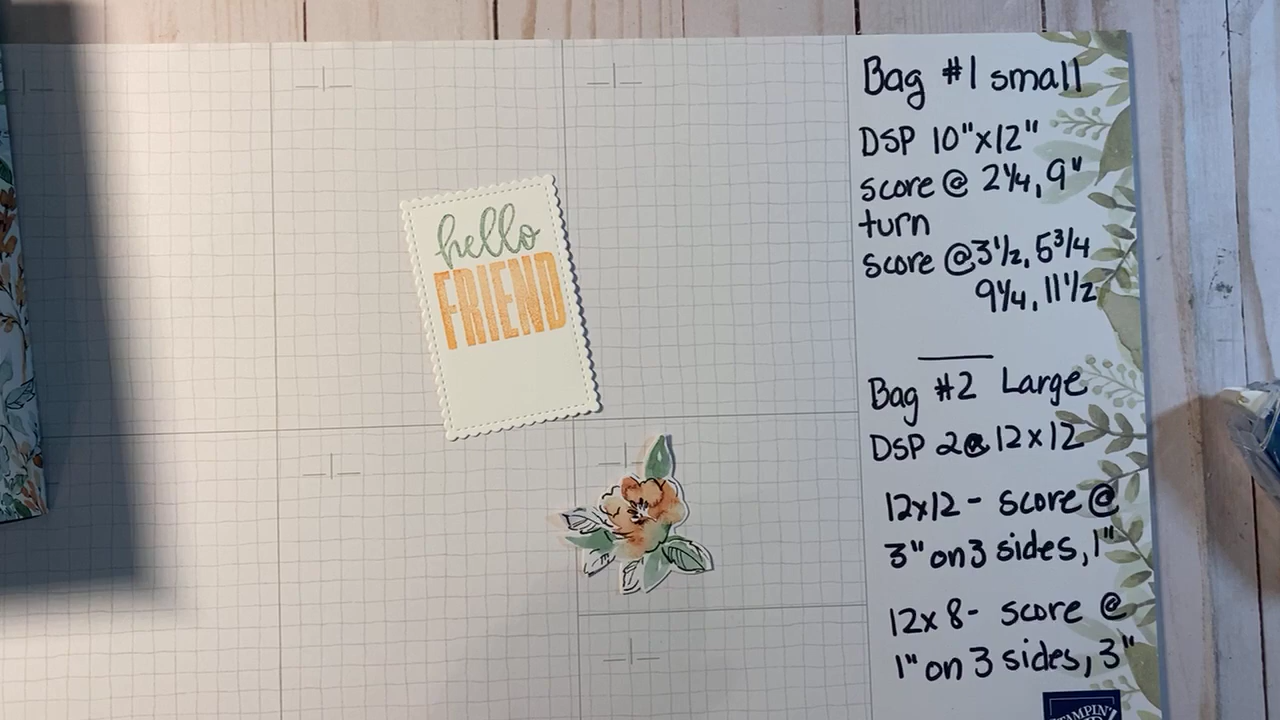 hello
FRIEND
Bag #1 small
DSP 10"x12"
score @ 2¼, 9"
turn
score @3½, 5¾
9¼, 11½
Bag #2 Large
DSP 2@ 12x12
12x12- score @
3" on 3 sides, 1"
12x8- score @
1" on 3 sides, 3"
STAMPIN'